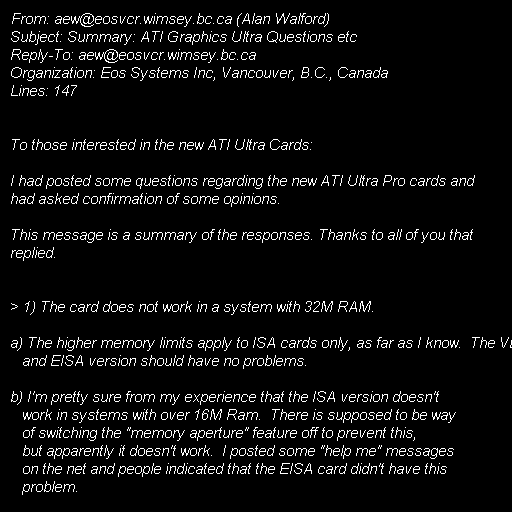 From: aew@eosvcr.wimsey.bc.ca (Alan Walford)
Subject: Summary: ATI Graphics Ultra Questions etc
Reply-To: aew@eosvcr.wimsey.bc.ca
Organization: Eos Systems Inc, Vancouver, B.C., Canada
Lines: 147
To those interested in the new ATI Ultra Cards:
I had posted some questions regarding the new ATI Ultra Pro cards and
had asked confirmation of some opinions.
This message is a summary of the responses. Thanks to all of you that
replied.
> 1) The card does not work in a system with 32M RAM.
a) The higher memory limits apply to ISA cards only, as far as I know.  The
and EISA version should have no problems.
b) I'm pretty sure from my experience that the ISA version doesn't
work in systems with over 16M Ram.  There is supposed to be way
of switching the "memory aperture" feature off to prevent this,
but apparently it doesn't work.  I posted some "help me" messages
on the net and people indicated that the EISA card didn't have this
problem.